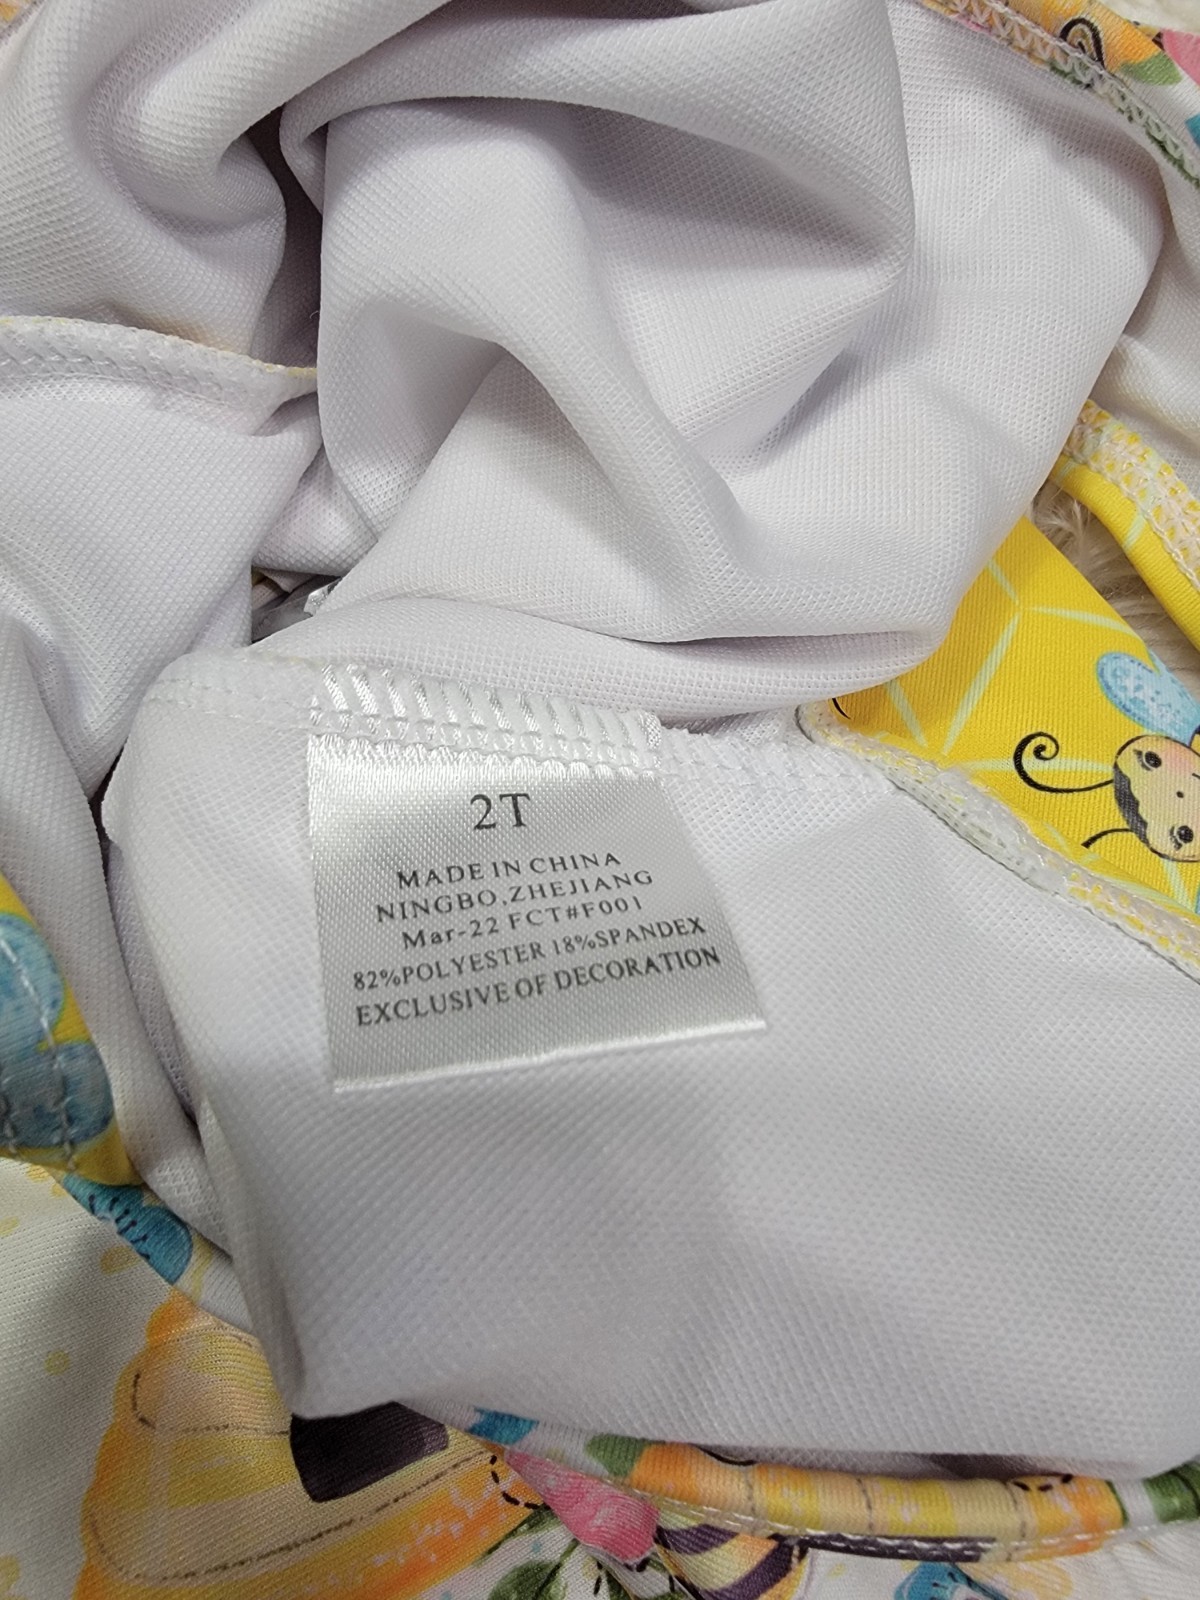 2T
MADE IN CHINA
NINGBO,ZHEJIANG
Mar-22 FCT#F001
82%POLYESTER 18%SPANDEX
EXCLUSIVE OF DECORATION